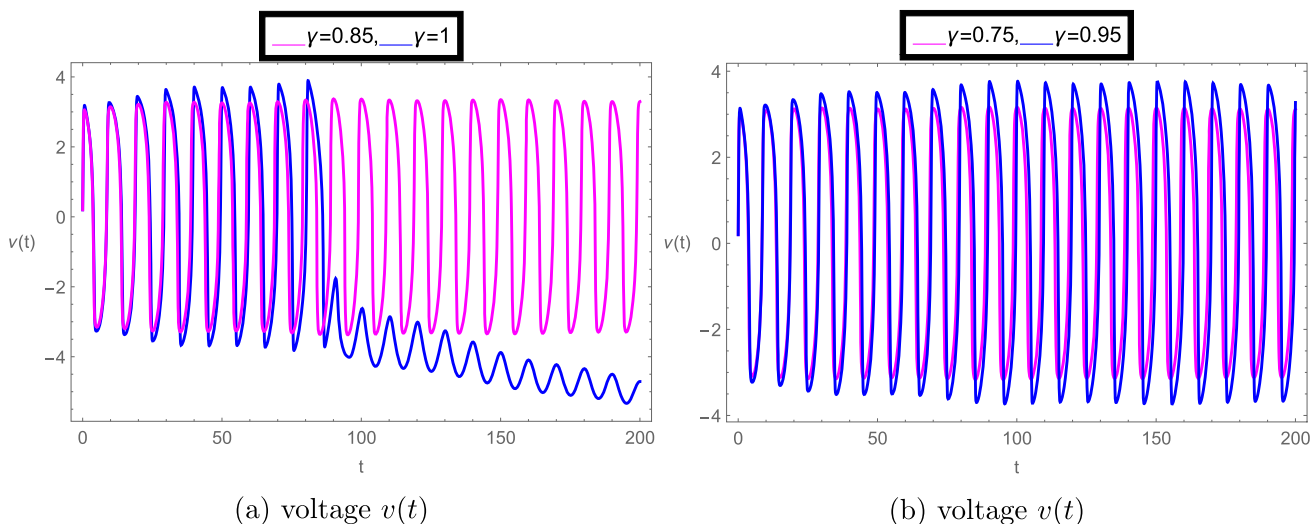 γ=0.85, γ=1
4
2
0
v(t)
−2
−4
0 50 100 150 200
t
(a) voltage v(t)
γ=0.75, γ=0.95
4
2
0
v(t)
−2
−4
0 50 100 150 200
t
(b) voltage v(t)